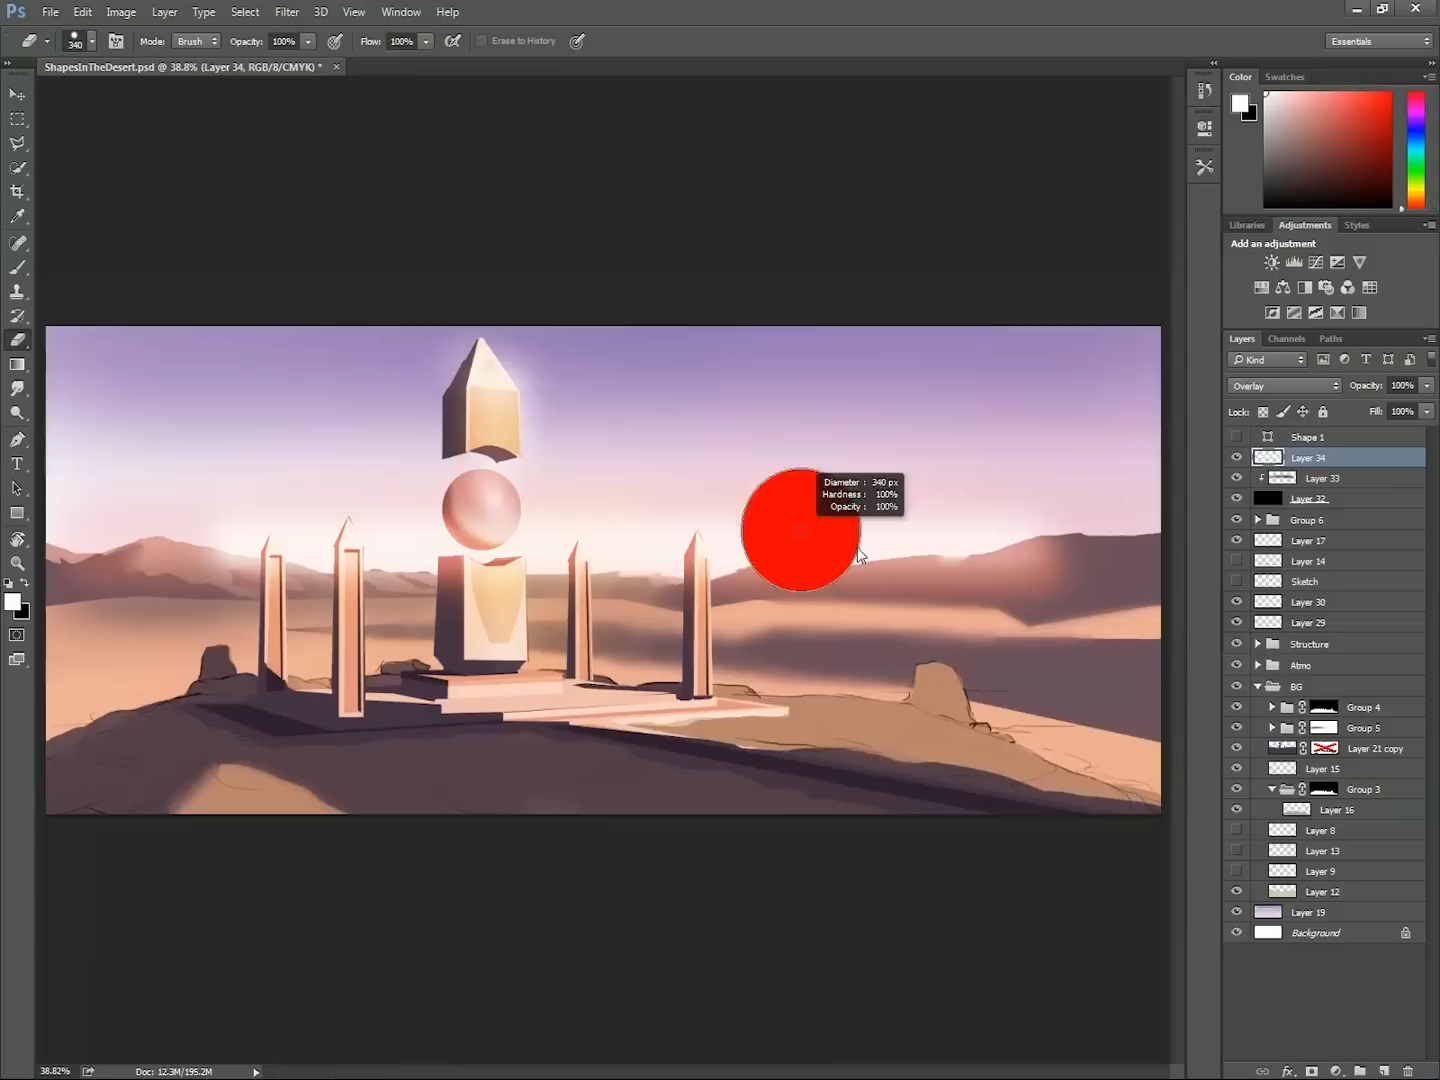 Ps File Edit Image Layer Type Select Filter 3D View Window Help
340 Mode: Brush Opacity: 100% Flow: 100% Erase to History Essentials
ShapesInTheDesert.psd @ 38.8% (Layer 34, RGB/8/CMYK) * ×
Color Swatches
Libraries Adjustments Styles
Add an adjustment
Layers Channels Paths
Kind T
Overlay Opacity: 100%
Lock: Fill: 100%
Shape 1
Layer 34
Layer 33
Layer 32
Group 6
Layer 17
Layer 14
Sketch
Layer 30
Layer 29
Structure
Atmo
BG
Group 4
Group 5
Layer 21 copy
Layer 15
Group 3
Layer 16
Layer 8
Layer 13
Layer 9
Layer 12
Layer 19
Background
Diameter : 340 px
Hardness : 100%
Opacity : 100%
38.82% Doc: 12.3M/195.2M fx